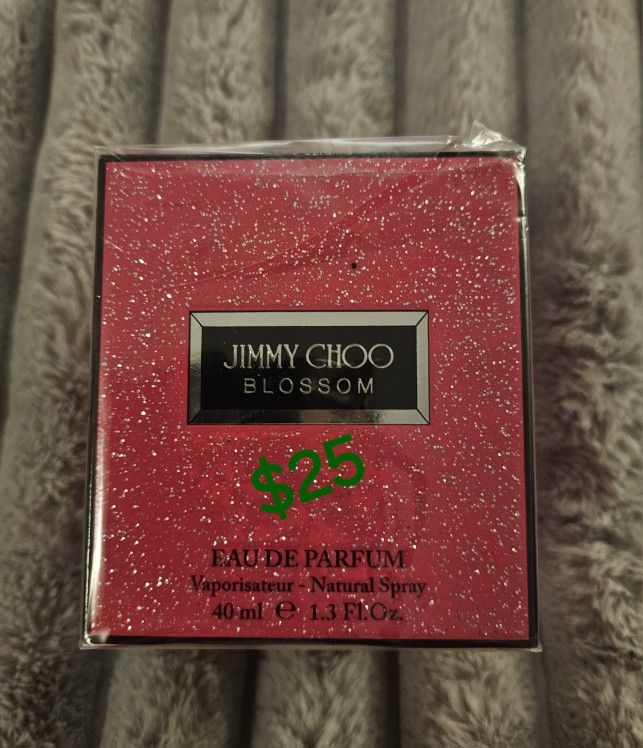 JIMMY CHOO
BLOSSOM
$25
EAU DE PARFUM
Vaporisateur - Natural Spray
40 ml ℮ 1.3 Fl.Oz.